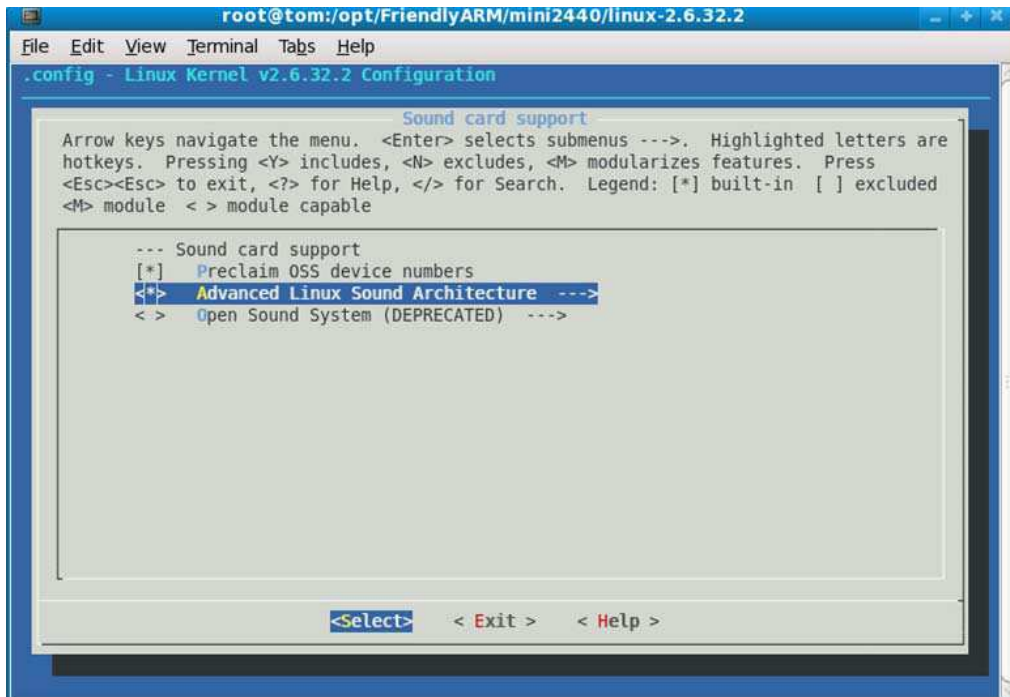 root@tom:/opt/FriendlyARM/mini2440/linux-2.6.32.2
File Edit View Terminal Tabs Help
.config - Linux Kernel v2.6.32.2 Configuration
Sound card support
Arrow keys navigate the menu. <Enter> selects submenus --->. Highlighted letters are
hotkeys. Pressing <Y> includes, <N> excludes, <M> modularizes features. Press
<Esc><Esc> to exit, <?> for Help, </> for Search. Legend: [*] built-in [ ] excluded
<M> module < > module capable
--- Sound card support
[*] Preclaim OSS device numbers
<*> Advanced Linux Sound Architecture --->
< > Open Sound System (DEPRECATED) --->
<Select> < Exit > < Help >